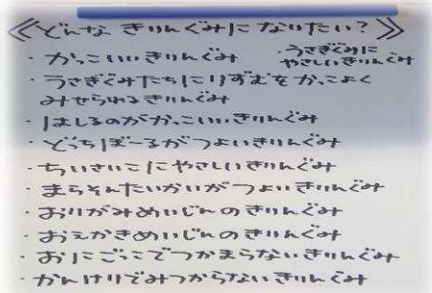 《どんな きりんぐみに なりたい？》
・かっこいいきりんぐみ
・うさぎぐみに
やさしいきりんぐみ
・うさぎぐみたちにりずむをかっこよく
みせられるきりんぐみ
・はしるのがかっこいいきりんぐみ
・どっちぼーるがつよいきりんぐみ
・ちいさいこにやさしいきりんぐみ
・まらそんたいかいがつよいきりんぐみ
・おりがみめいじんのきりんぐみ
・おえかきめいじんのきりんぐみ
・おにごっこでつかまらないきりんぐみ
・かんけりでみつからないきりんぐみ